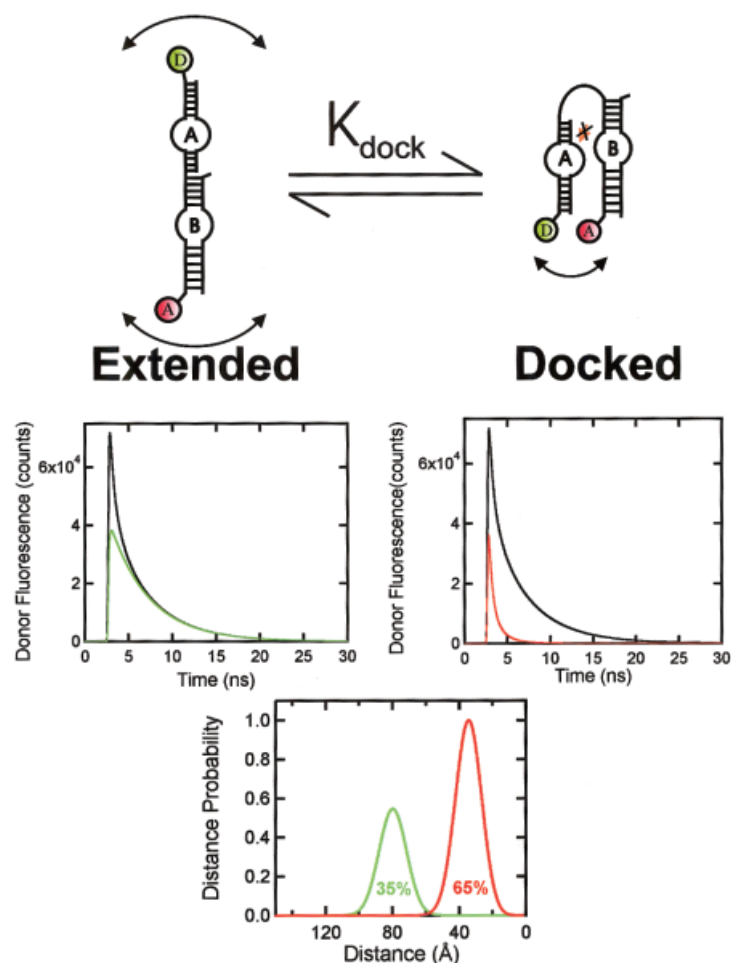 D
A
B
A
K dock
A
B
D
A
Extended
Docked
Donor Fluorescence (counts)
6x10^4
4
2
0
0 5 10 15 20 25 30
Time (ns)
Donor Fluorescence(counts)
6x10^4
4
2
0
0 5 10 15 20 25 30
Time (ns)
Distance Probability
1.0
0.8
0.6
0.4
0.2
0.0
35%
65%
120 80 40 0
Distance (Å)